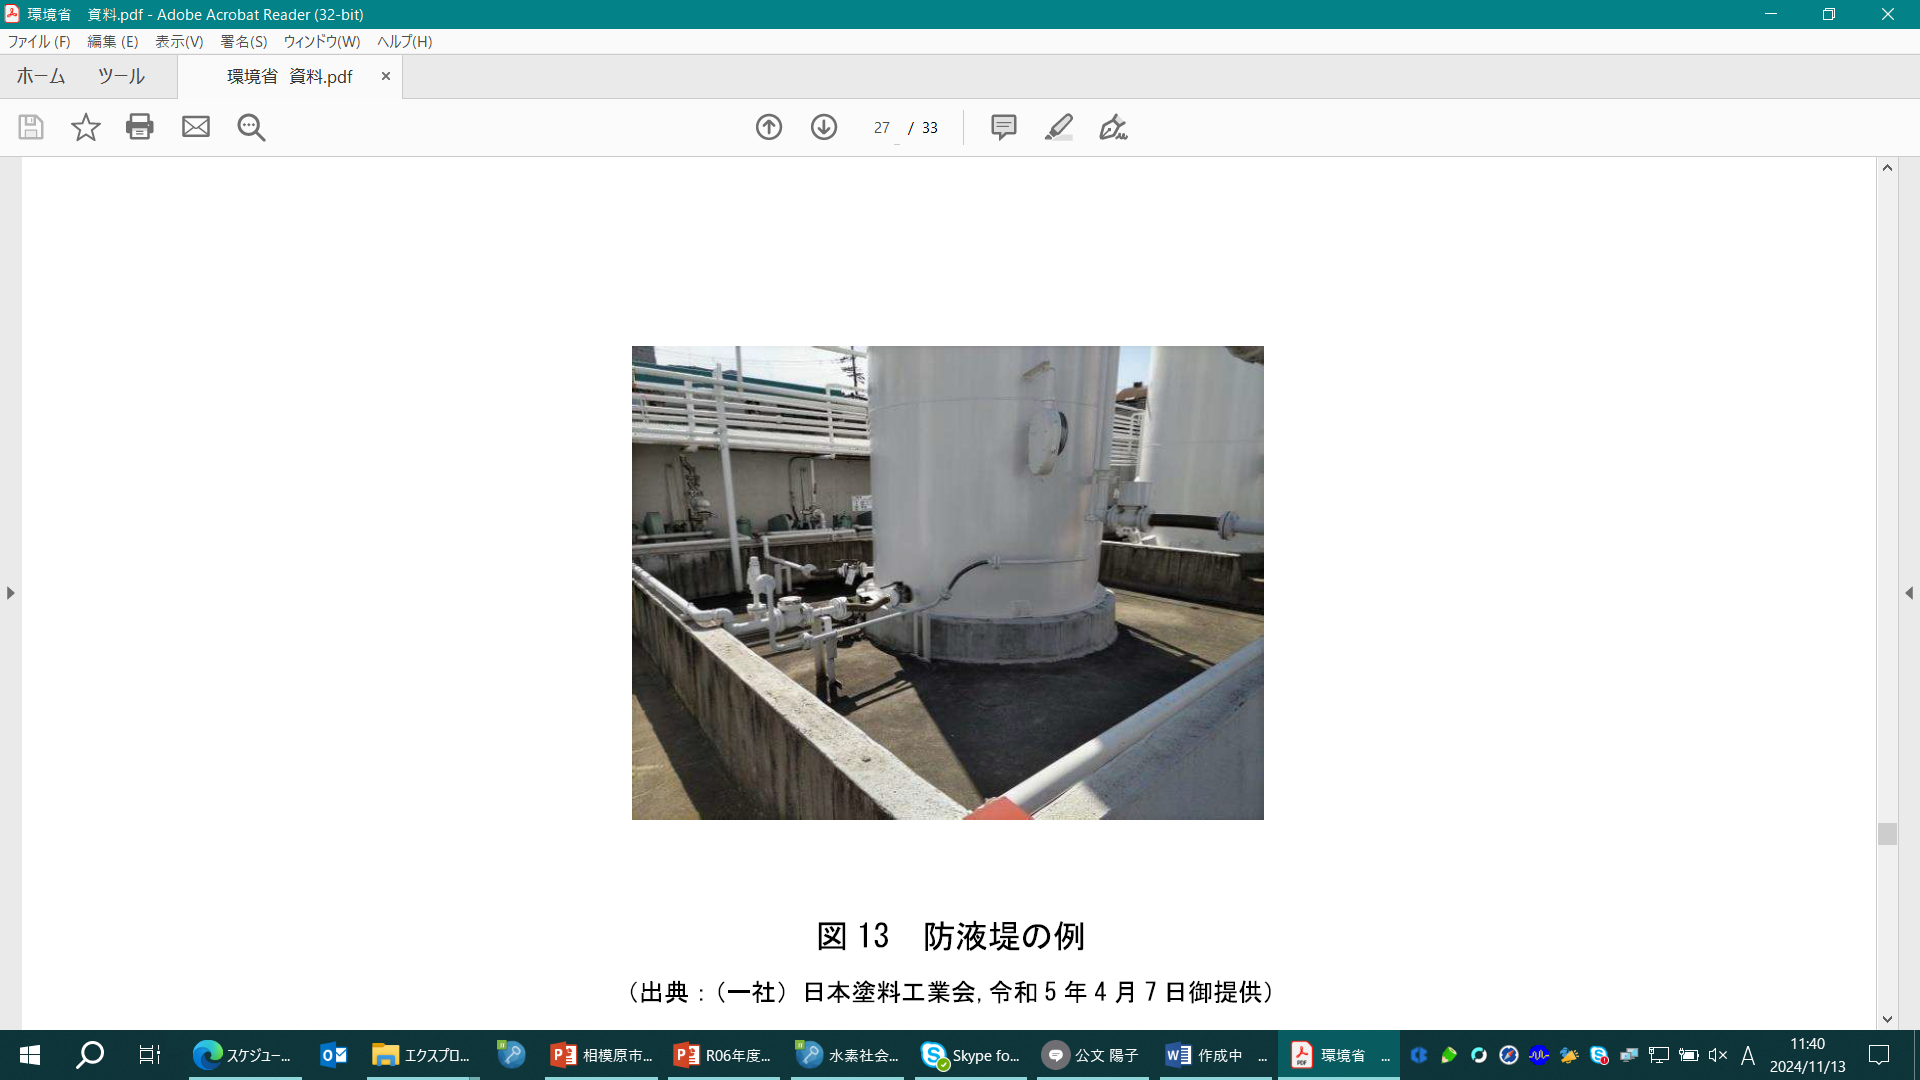 環境省　資料.pdf - Adobe Acrobat Reader (32-bit)
ファイル (F) 編集 (E) 表示(V) 署名(S) ウィンドウ(W) ヘルプ(H)
ホーム ツール 環境省 資料.pdf
27 / 33
図 13　防液堤の例
（出典：（一社）日本塗料工業会, 令和 5 年 4 月 7 日御提供）
スケジュー... エクスプロ... 相模原市... R06年度... 水素社会... Skype fo... 公文 陽子 作成中 ... 環境省 ... A
11:40
2024/11/13